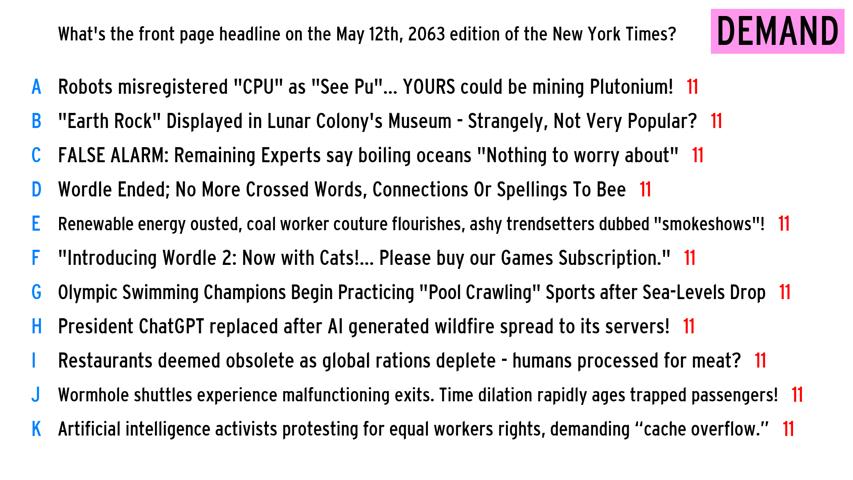 What's the front page headline on the May 12th, 2063 edition of the New York Times?
DEMAND
A Robots misregistered "CPU" as "See Pu"... YOURS could be mining Plutonium! 11
B "Earth Rock" Displayed in Lunar Colony's Museum - Strangely, Not Very Popular? 11
C FALSE ALARM: Remaining Experts say boiling oceans "Nothing to worry about" 11
D Wordle Ended; No More Crossed Words, Connections Or Spellings To Bee 11
E Renewable energy ousted, coal worker couture flourishes, ashy trendsetters dubbed "smokeshows"! 11
F "Introducing Wordle 2: Now with Cats!... Please buy our Games Subscription." 11
G Olympic Swimming Champions Begin Practicing "Pool Crawling" Sports after Sea-Levels Drop 11
H President ChatGPT replaced after AI generated wildfire spread to its servers! 11
I Restaurants deemed obsolete as global rations deplete - humans processed for meat? 11
J Wormhole shuttles experience malfunctioning exits. Time dilation rapidly ages trapped passengers! 11
K Artificial intelligence activists protesting for equal workers rights, demanding “cache overflow.” 11